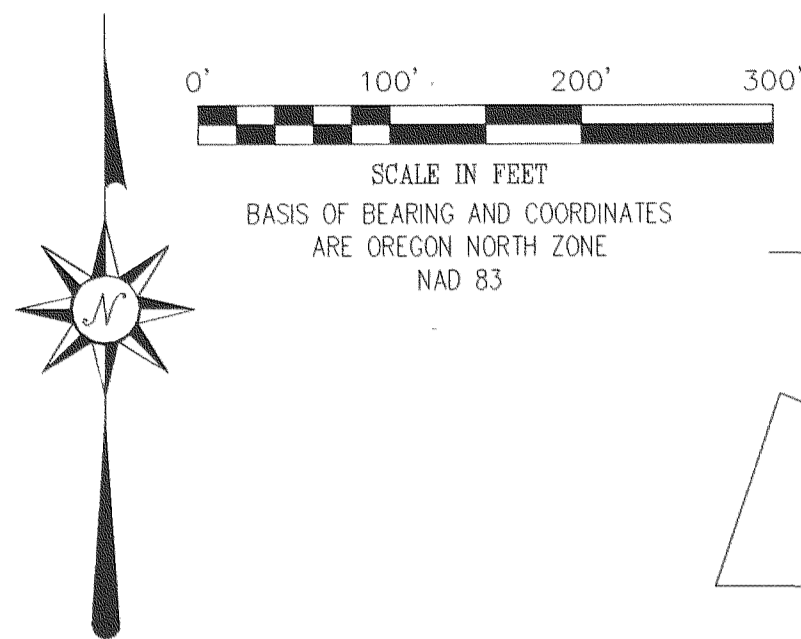 0' 100' 200' 300'
SCALE IN FEET
BASIS OF BEARING AND COORDINATES
ARE OREGON NORTH ZONE
NAD 83
N